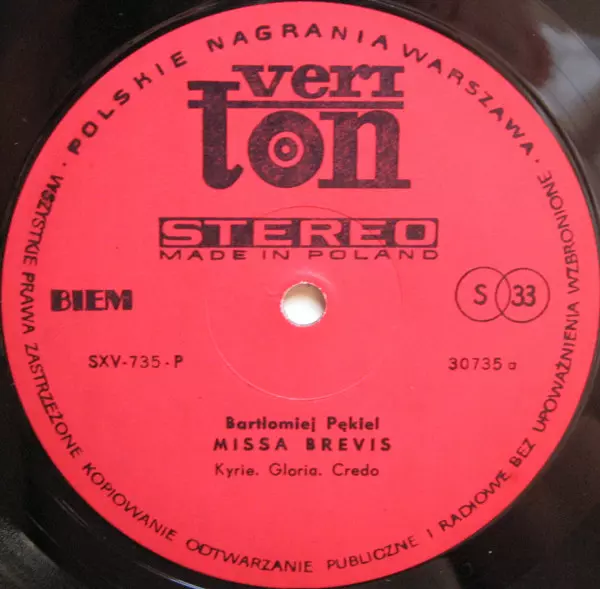 · POLSKIE NAGRANIA WARSZAWA ·
veri
ton
STEREO
MADE IN POLAND
BIEM
S 33
SXV-735-P
30735 a
Bartłomiej Pękiel
MISSA BREVIS
Kyrie. Gloria. Credo
WSZYSTKIE PRAWA ZASTRZEŻONE KOPIOWANIE ODTWARZANIE PUBLICZNE I RADIOWE BEZ UPOWAŻNIENIA WZBRONIONE